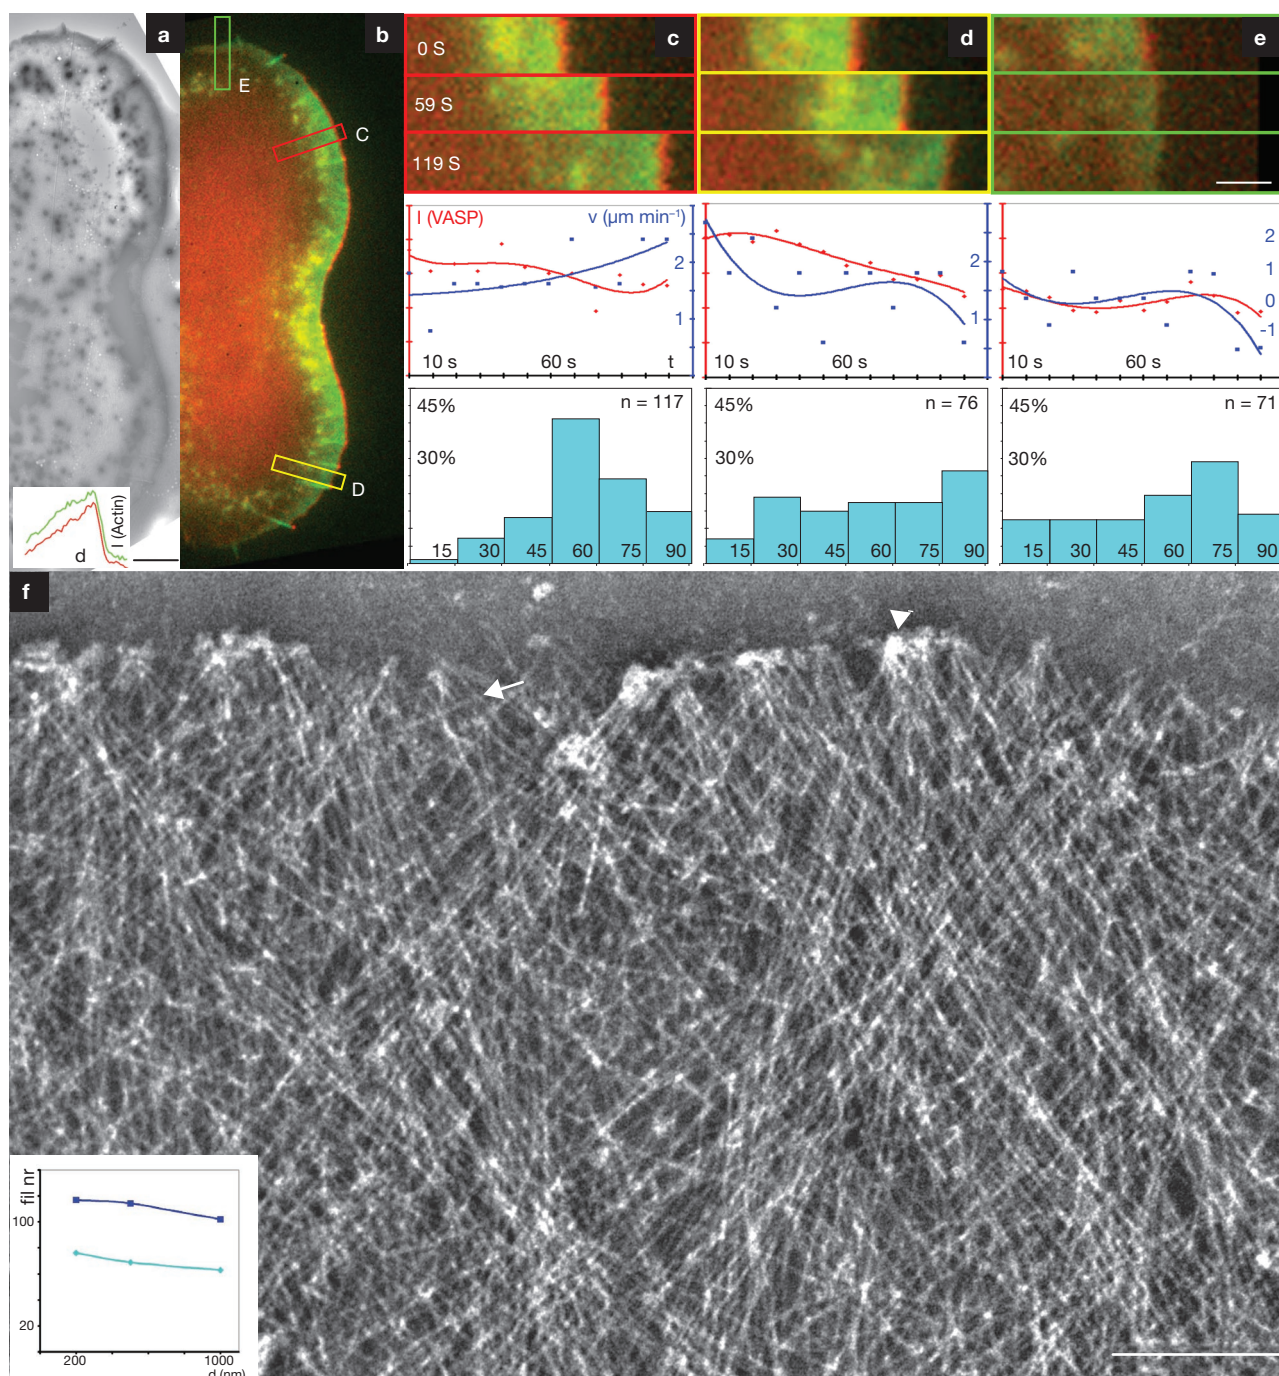 a
b
c
d
e
0 S
59 S
119 S
E
C
D
I (Actin)
d
I (VASP)
v (µm min⁻¹)
2
1
10 s
60 s
t
2
1
10 s
60 s
2
1
0
-1
10 s
60 s
45%
30%
n = 117
15 30 45 60 75 90
45%
30%
n = 76
15 30 45 60 75 90
45%
30%
n = 71
15 30 45 60 75 90
f
fil nr
100
20
200 1000
d (nm)